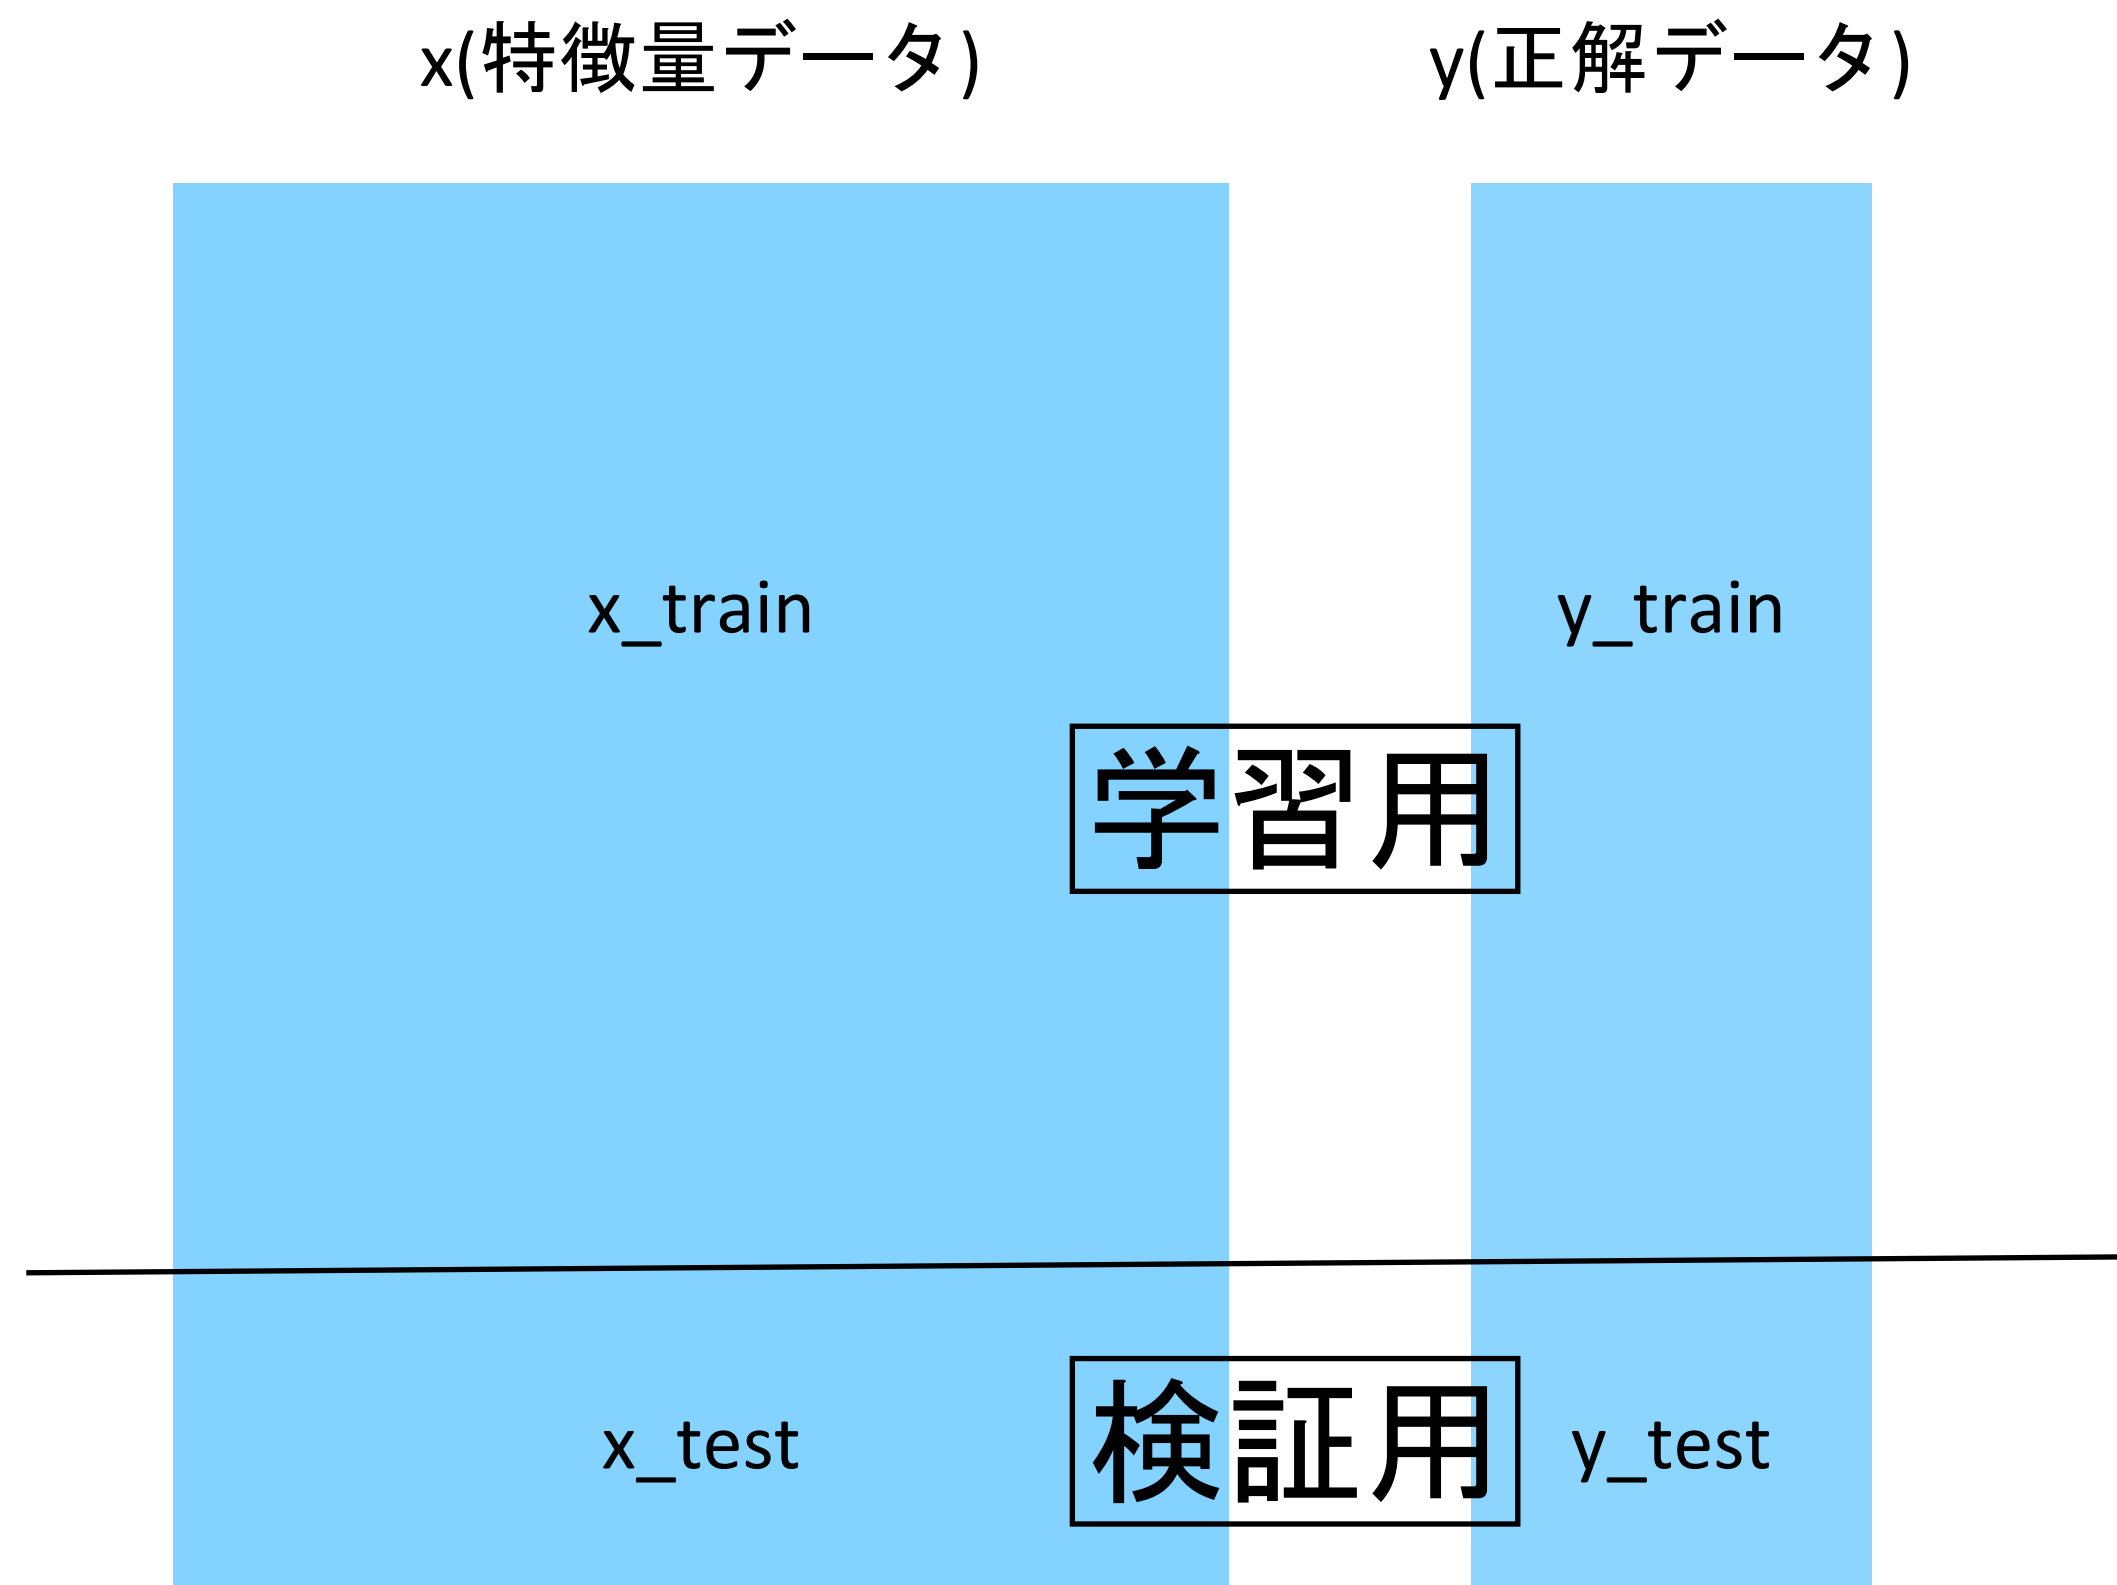 x(特徴量データ)
y(正解データ)
x_train
y_train
学習用
検証用
x_test
y_test